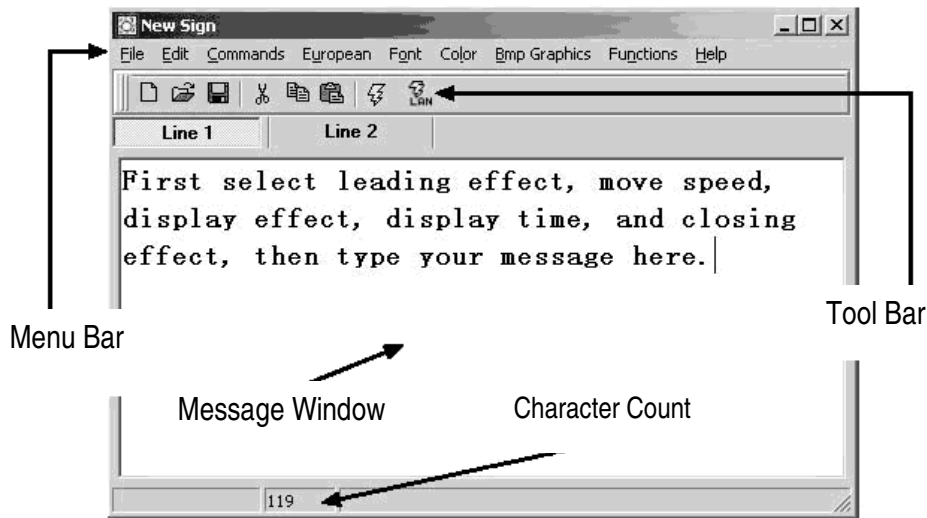 New Sign
File Edit Commands European Font Color Bmp Graphics Functions Help
LAN
Line 1 Line 2
First select leading effect, move speed,
display effect, display time, and closing
effect, then type your message here.
Tool Bar
Menu Bar
Message Window Character Count
119